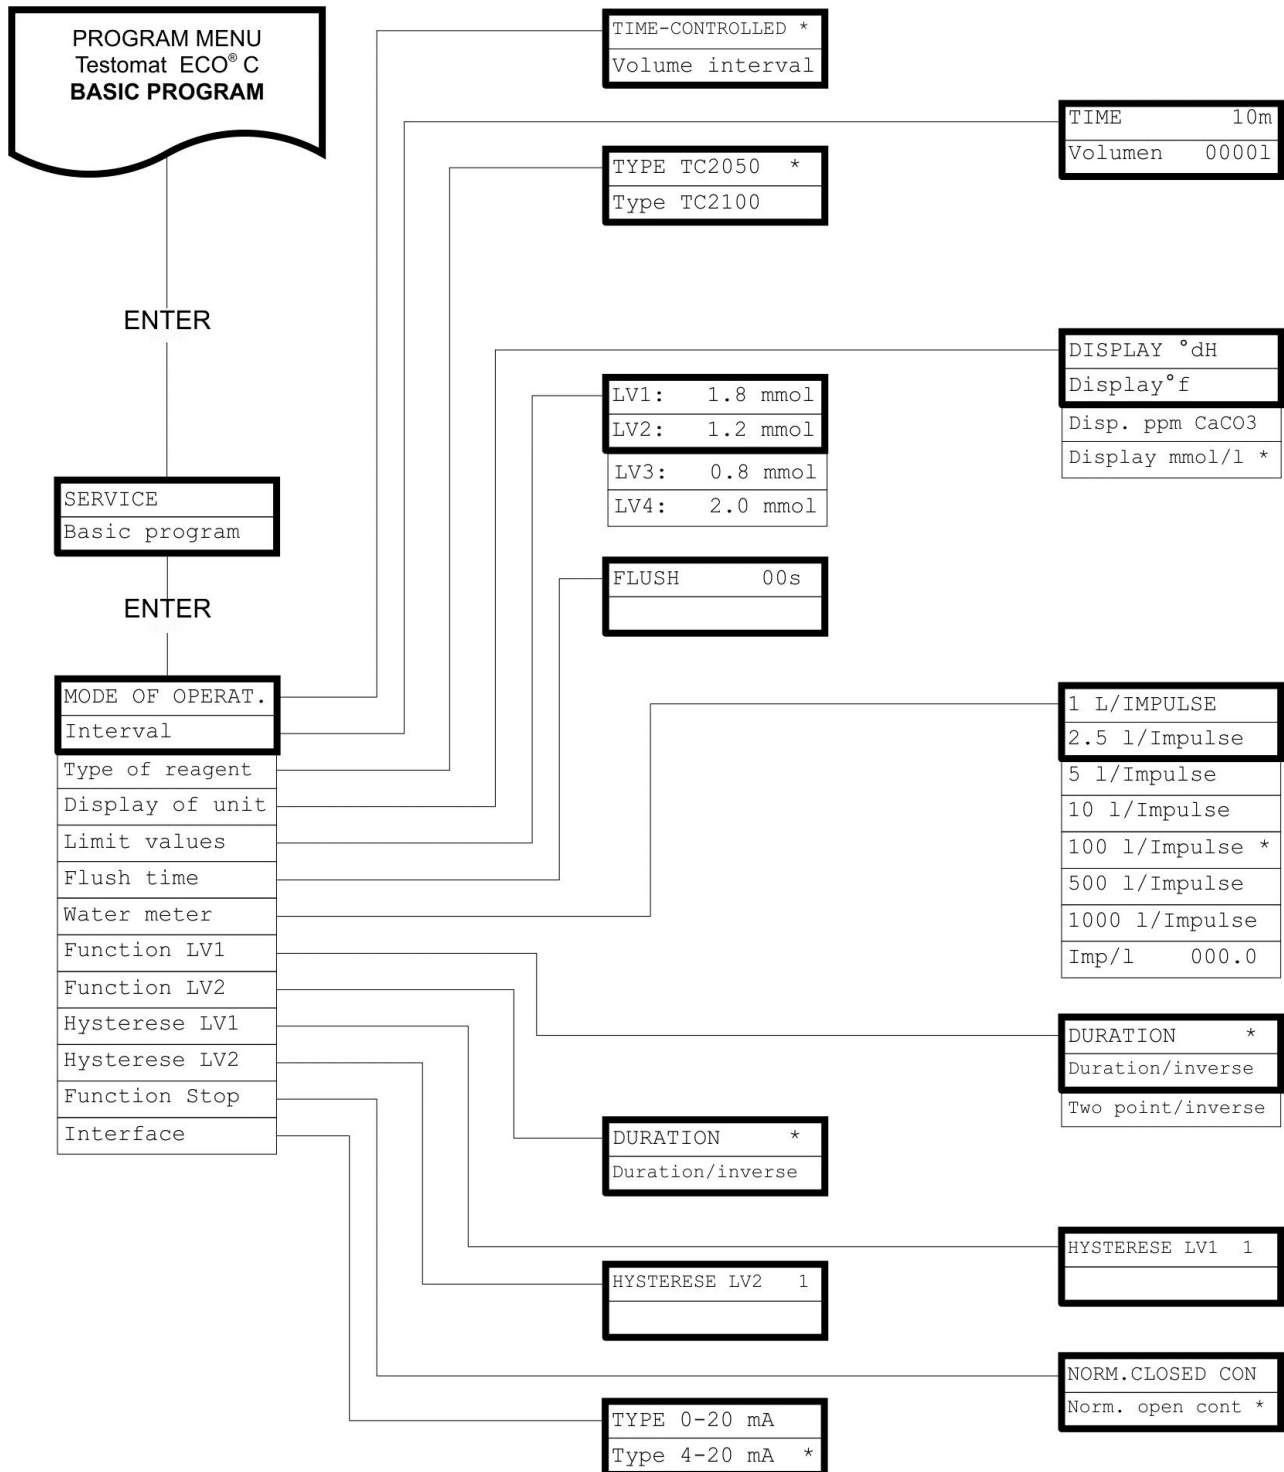 PROGRAM MENU
Testomat ECO® C
BASIC PROGRAM
ENTER
SERVICE
Basic program
ENTER
MODE OF OPERAT.
Interval
Type of reagent
Display of unit
Limit values
Flush time
Water meter
Function LV1
Function LV2
Hysterese LV1
Hysterese LV2
Function Stop
Interface
TIME-CONTROLLED *
Volume interval
TYPE TC2050 *
Type TC2100
LV1: 1.8 mmol
LV2: 1.2 mmol
LV3: 0.8 mmol
LV4: 2.0 mmol
FLUSH 00s
DURATION *
Duration/inverse
HYSTERESE LV2 1
TYPE 0-20 mA
Type 4-20 mA *
TIME 10m
Volumen 0000l
DISPLAY °dH
Display°f
Disp. ppm CaCO3
Display mmol/l *
1 L/IMPULSE
2.5 l/Impulse
5 l/Impulse
10 l/Impulse
100 l/Impulse *
500 l/Impulse
1000 l/Impulse
Imp/l 000.0
DURATION *
Duration/inverse
Two point/inverse
HYSTERESE LV1 1
NORM.CLOSED CON
Norm. open cont *